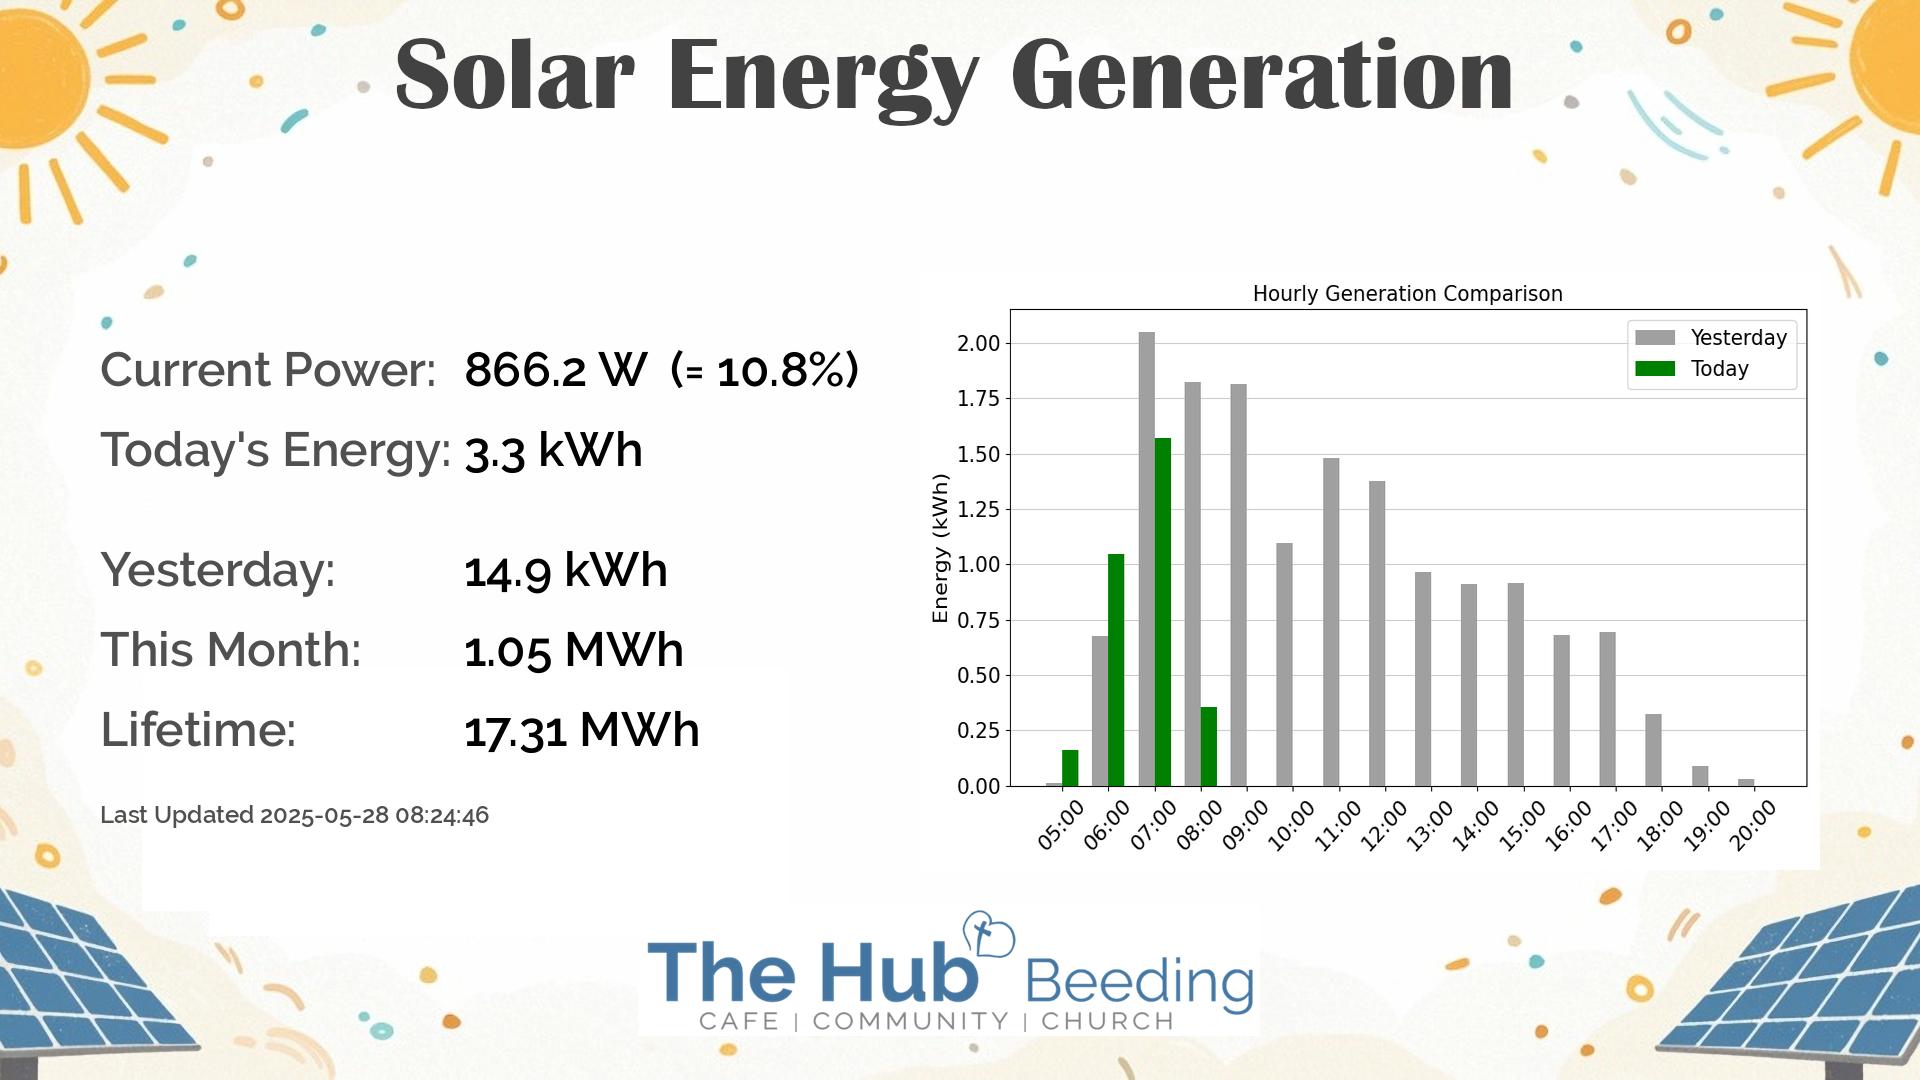 Solar Energy Generation
Current Power: 866.2 W (= 10.8%)
Today's Energy: 3.3 kWh
Yesterday: 14.9 kWh
This Month: 1.05 MWh
Lifetime: 17.31 MWh
Last Updated 2025-05-28 08:24:46
Hourly Generation Comparison
Yesterday
Today
Energy (kWh)
2.00
1.75
1.50
1.25
1.00
0.75
0.50
0.25
0.00
05:00 06:00 07:00 08:00 09:00 10:00 11:00 12:00 13:00 14:00 15:00 16:00 17:00 18:00 19:00 20:00
The Hub Beeding
CAFE | COMMUNITY | CHURCH